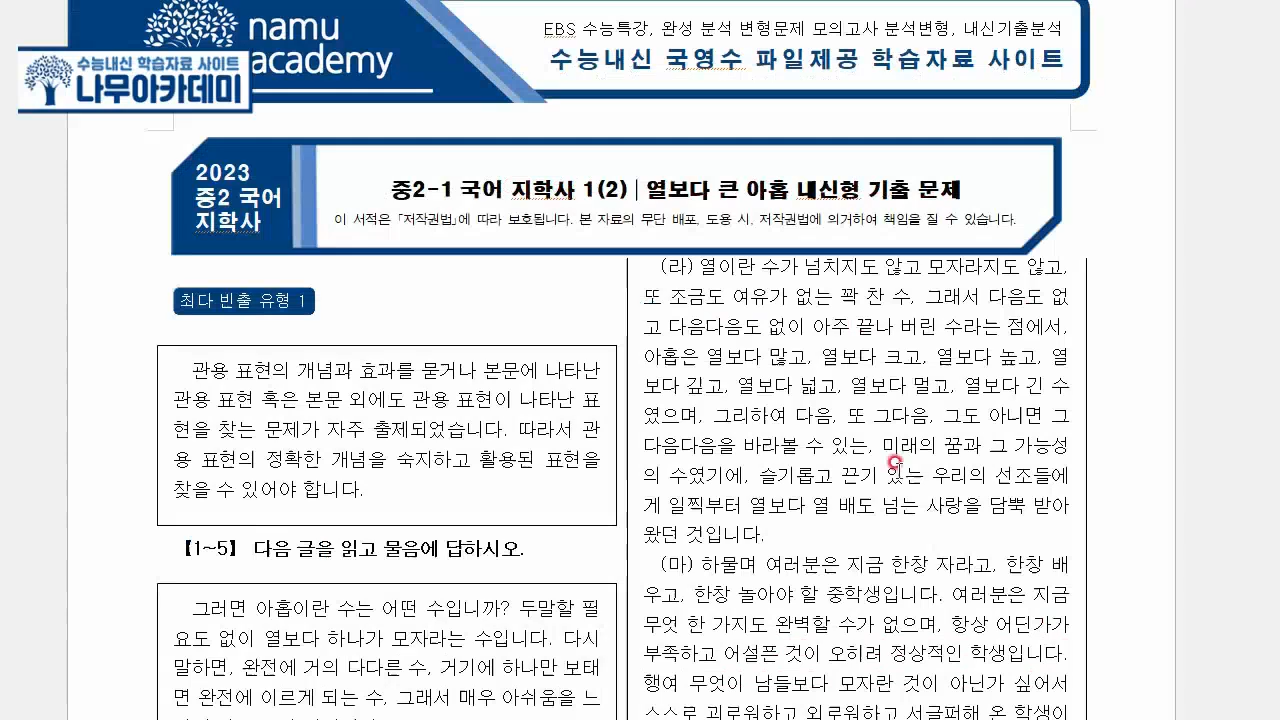 namu
academy
수능내신 학습자료 사이트
나무아카데미
EBS 수능특강, 완성 분석 변형문제 모의고사 분석변형, 내신기출분석
수능내신 국영수 파일제공 학습자료 사이트
2023
중2 국어
지학사
중2-1 국어 지학사 1(2) | 열보다 큰 아홉 내신형 기출 문제
이 서적은 「저작권법」에 따라 보호됩니다. 본 자료의 무단 배포, 도용 시, 저작권법에 의거하여 책임을 질 수 있습니다.
최다 빈출 유형 1
관용 표현의 개념과 효과를 묻거나 본문에 나타난
관용 표현 혹은 본문 외에도 관용 표현이 나타난 표
현을 찾는 문제가 자주 출제되었습니다. 따라서 관
용 표현의 정확한 개념을 숙지하고 활용된 표현을
찾을 수 있어야 합니다.
【1~5】 다음 글을 읽고 물음에 답하시오.
그러면 아홉이란 수는 어떤 수입니까? 두말할 필
요도 없이 열보다 하나가 모자라는 수입니다. 다시
말하면, 완전에 거의 다다른 수, 거기에 하나만 보태
면 완전에 이르게 되는 수, 그래서 매우 아쉬움을 느
(라) 열이란 수가 넘치지도 않고 모자라지도 않고,
또 조금도 여유가 없는 꽉 찬 수, 그래서 다음도 없
고 다음다음도 없이 아주 끝나 버린 수라는 점에서,
아홉은 열보다 많고, 열보다 크고, 열보다 높고, 열
보다 깊고, 열보다 넓고, 열보다 멀고, 열보다 긴 수
였으며, 그리하여 다음, 또 그다음, 그도 아니면 그
다음다음을 바라볼 수 있는, 미래의 꿈과 그 가능성
의 수였기에, 슬기롭고 끈기 있는 우리의 선조들에
게 일찍부터 열보다 열 배도 넘는 사랑을 담뿍 받아
왔던 것입니다.
(마) 하물며 여러분은 지금 한창 자라고, 한창 배
우고, 한창 놀아야 할 중학생입니다. 여러분은 지금
무엇 한 가지도 완벽할 수가 없으며, 항상 어딘가가
부족하고 어설픈 것이 오히려 정상적인 학생입니다.
행여 무엇이 남들보다 모자란 것이 아닌가 싶어서
스스로 괴로워하고 외로워하고 서글퍼해 온 학생이